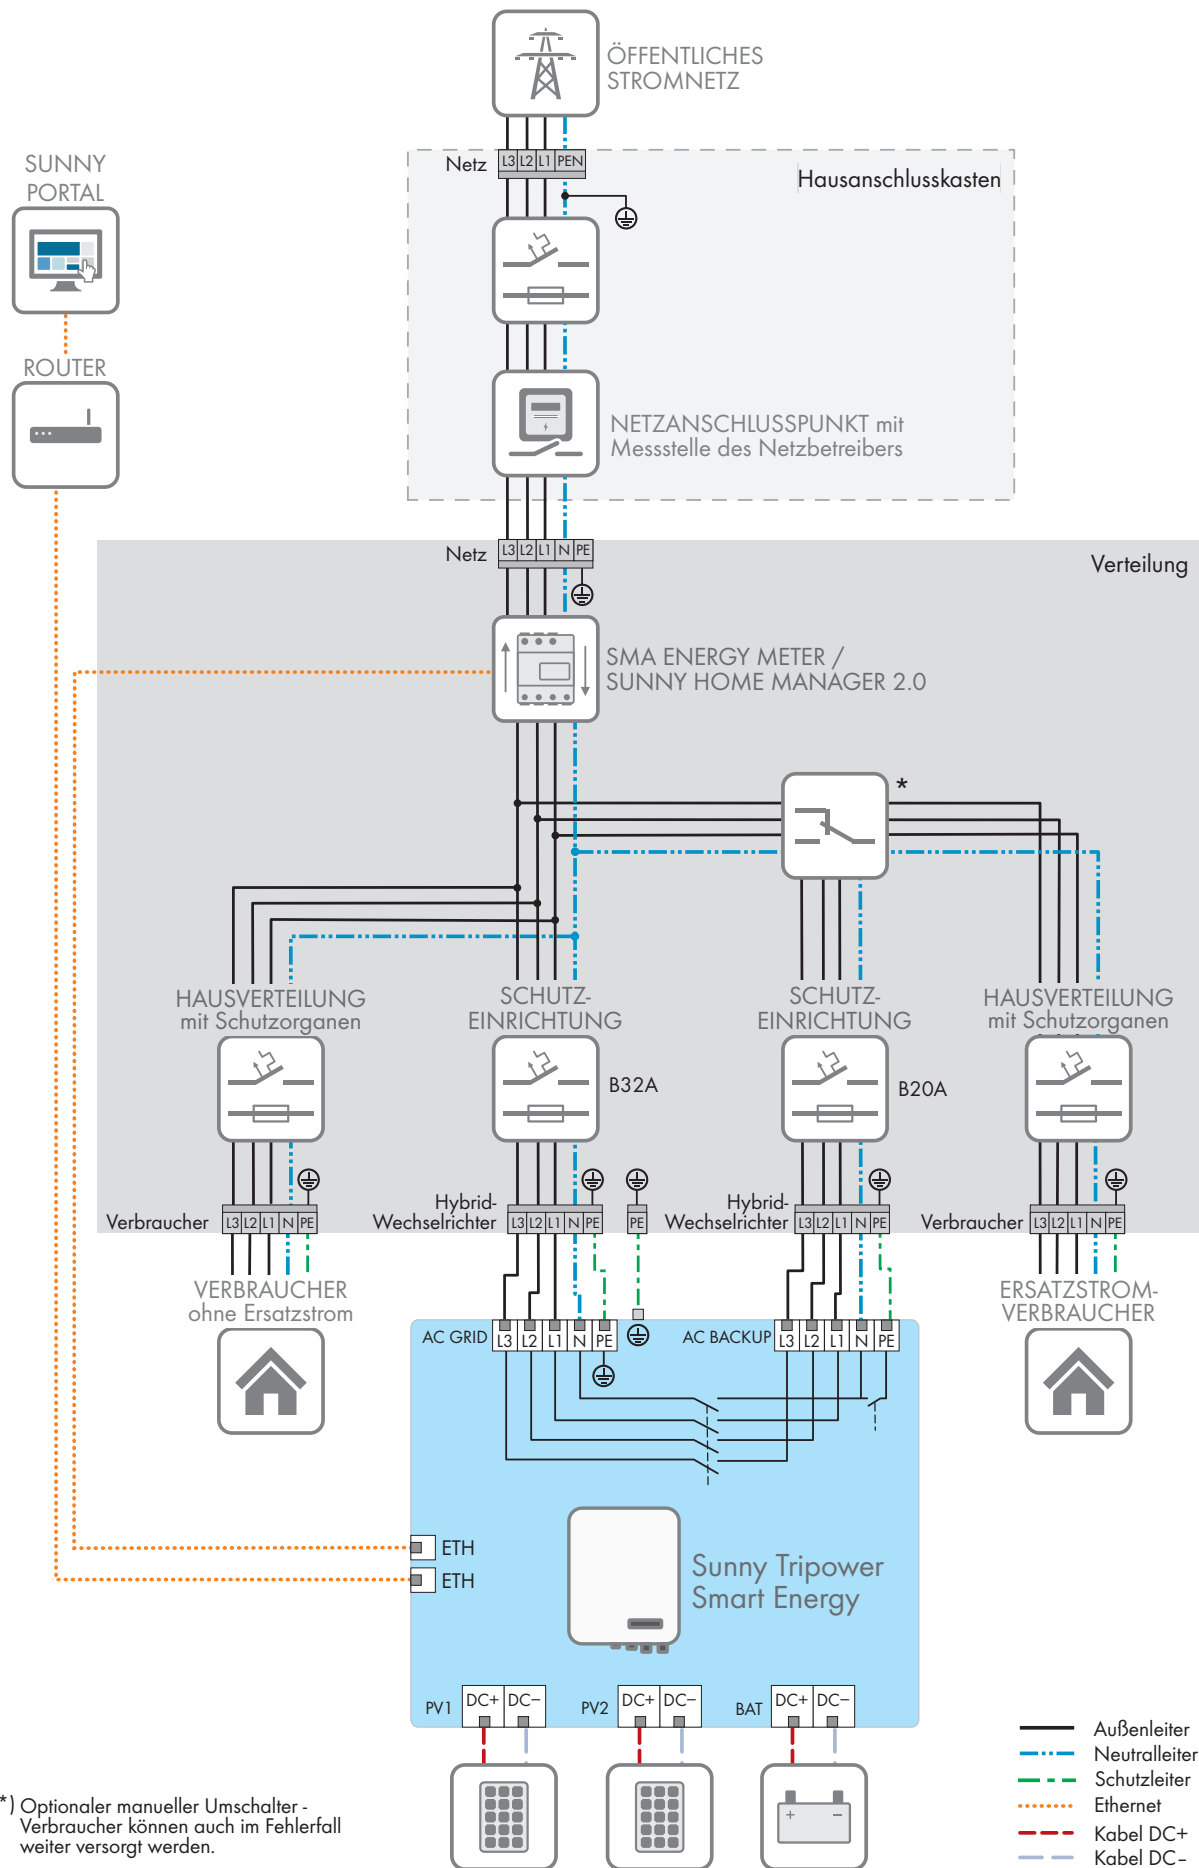 ÖFFENTLICHES
STROMNETZ
Netz
L3 L2 L1 PEN
Hausanschlusskasten
SUNNY
PORTAL
ROUTER
NETZANSCHLUSSPUNKT mit
Messstelle des Netzbetreibers
Netz
L3 L2 L1 N PE
Verteilung
SMA ENERGY METER /
SUNNY HOME MANAGER 2.0
*
HAUSVERTEILUNG
mit Schutzorganen
SCHUTZ-
EINRICHTUNG
B32A
SCHUTZ-
EINRICHTUNG
B20A
HAUSVERTEILUNG
mit Schutzorganen
Verbraucher
L3 L2 L1 N PE
Hybrid-
Wechselrichter
L3 L2 L1 N PE
PE
Hybrid-
Wechselrichter
L3 L2 L1 N PE
Verbraucher
L3 L2 L1 N PE
VERBRAUCHER
ohne Ersatzstrom
ERSATZSTROM-
VERBRAUCHER
AC GRID
L3 L2 L1 N PE
AC BACKUP
L3 L2 L1 N PE
ETH
ETH
Sunny Tripower
Smart Energy
PV1
DC+ DC–
PV2
DC+ DC–
BAT
DC+ DC–
+ –
Außenleiter
Neutralleiter
Schutzleiter
Ethernet
Kabel DC+
Kabel DC–
*) Optionaler manueller Umschalter -
Verbraucher können auch im Fehlerfall
weiter versorgt werden.